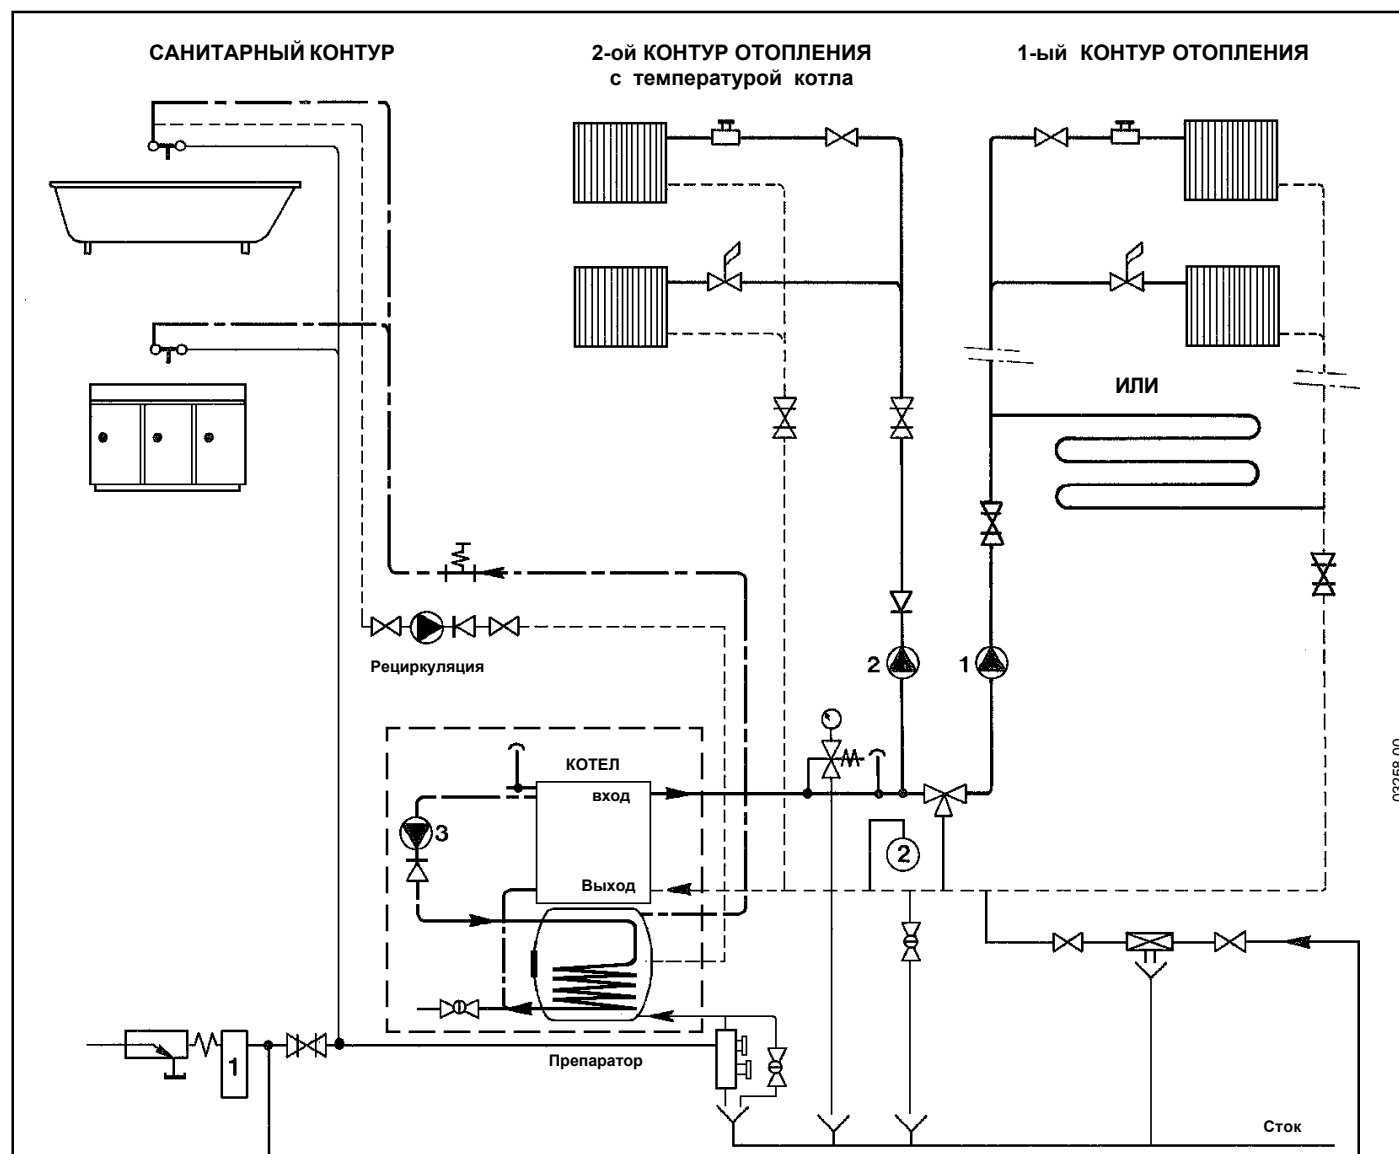 САНИТАРНЫЙ КОНТУР
2-ой КОНТУР ОТОПЛЕНИЯ
с температурой котла
1-ый КОНТУР ОТОПЛЕНИЯ
ИЛИ
Рециркуляция
2
1
КОТЕЛ
вход
3
2
Выход
03258.00
1
Препаратор
Сток